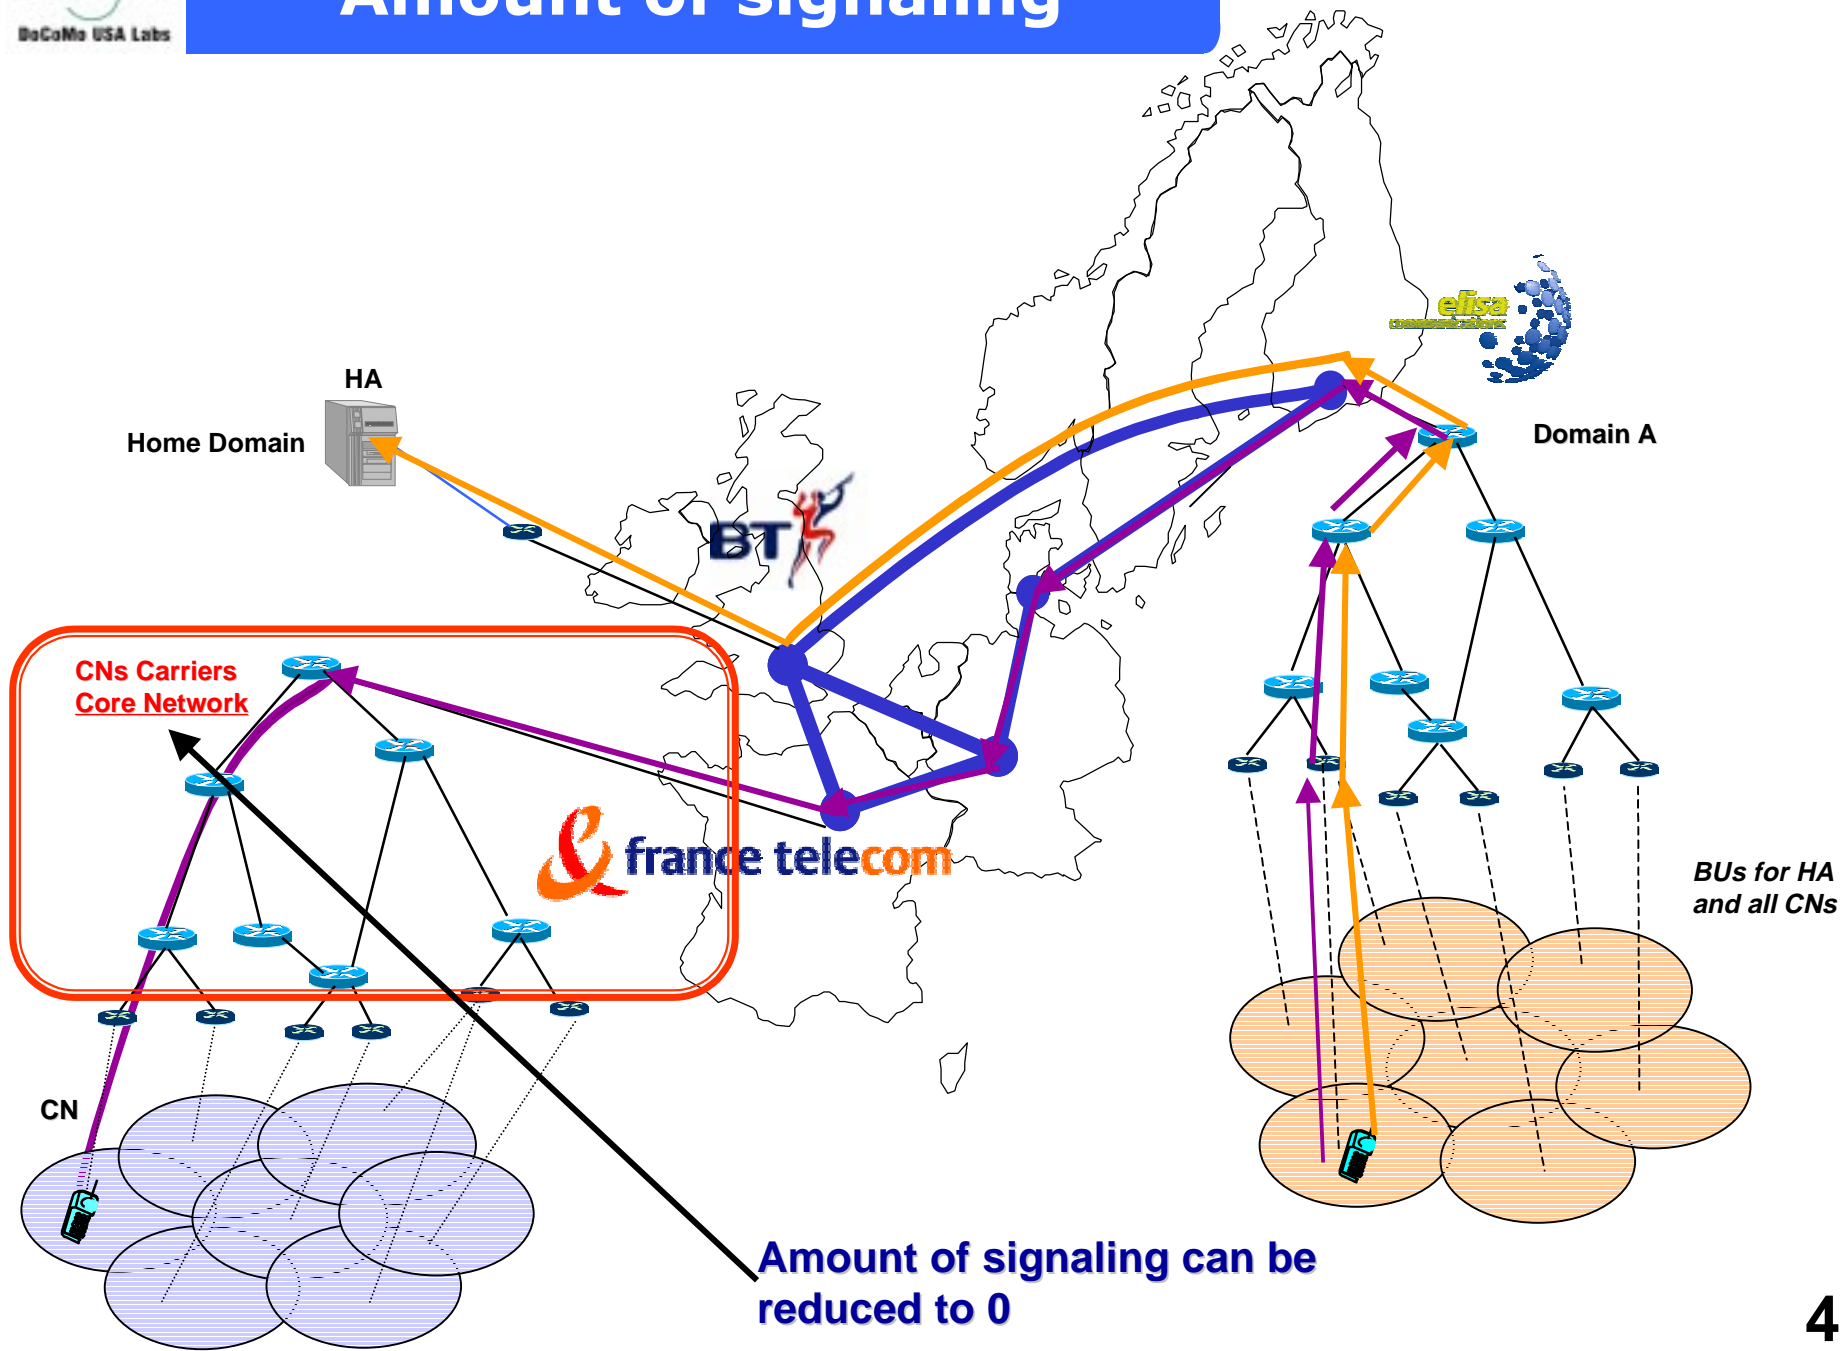 Amount of signaling
DoCoMo USA Labs
HA
Home Domain
elisa
communications
Domain A
BT
CNs Carriers
Core Network
france telecom
BUs for HA
and all CNs
CN
Amount of signaling can be
reduced to 0
4